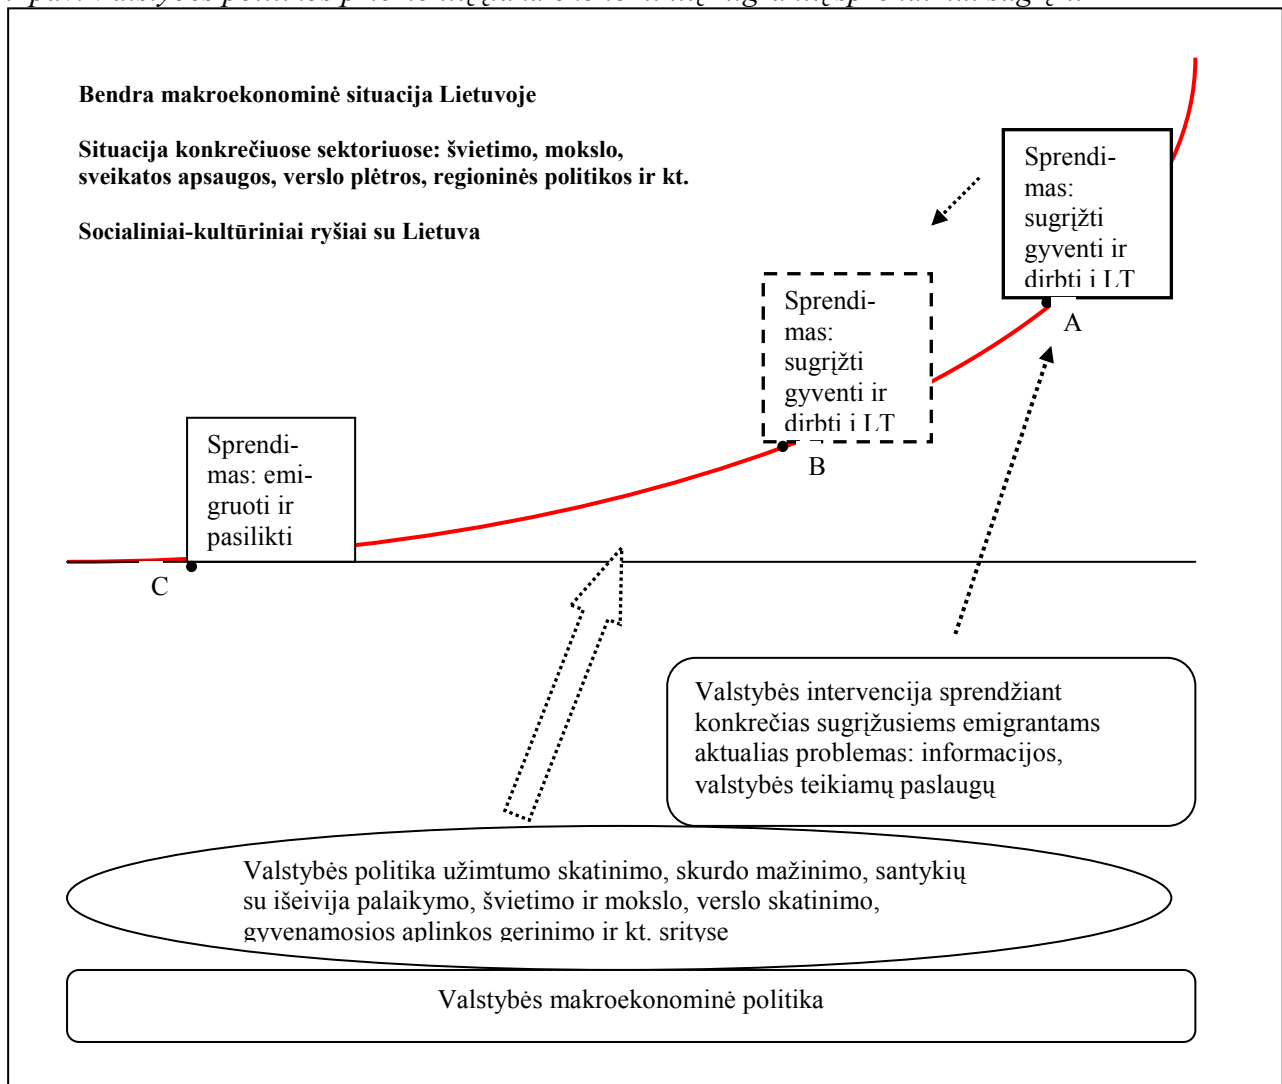 Bendra makroekonominė situacija Lietuvoje
Situacija konkrečiuose sektoriuose: švietimo, mokslo,
sveikatos apsaugos, verslo plėtros, regioninės politikos ir kt.
Socialiniai-kultūriniai ryšiai su Lietuva
Sprendi-
mas:
sugrįžti
gyventi ir
dirbti į LT
A
Sprendi-
mas:
sugrįžti
gyventi ir
dirbti į LT
B
Sprendi-
mas: emi-
gruoti ir
pasilikti
C
Valstybės intervencija sprendžiant
konkrečias sugrįžusiems emigrantams
aktualias problemas: informacijos,
valstybės teikiamų paslaugų
Valstybės politika užimtumo skatinimo, skurdo mažinimo, santykių
su išeivija palaikymo, švietimo ir mokslo, verslo skatinimo,
gyvenamosios aplinkos gerinimo ir kt. srityse
Valstybės makroekonominė politika